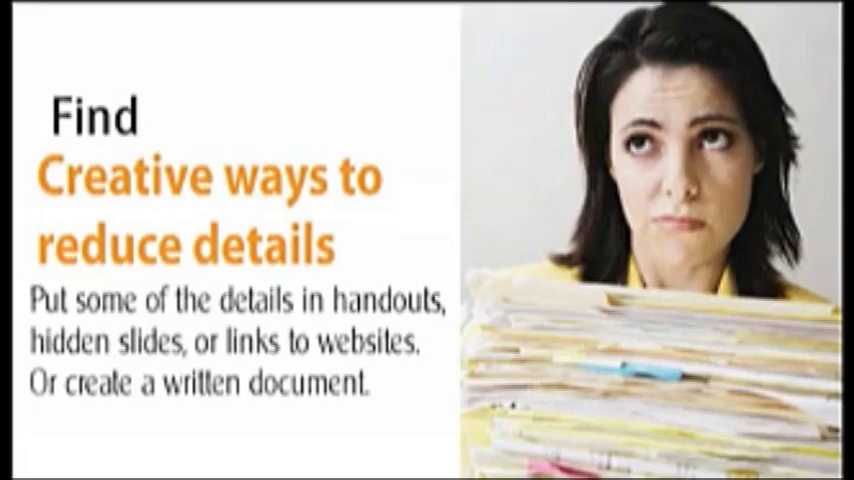 Find
Creative ways to
reduce details
Put some of the details in handouts,
hidden slides, or links to websites.
Or create a written document.